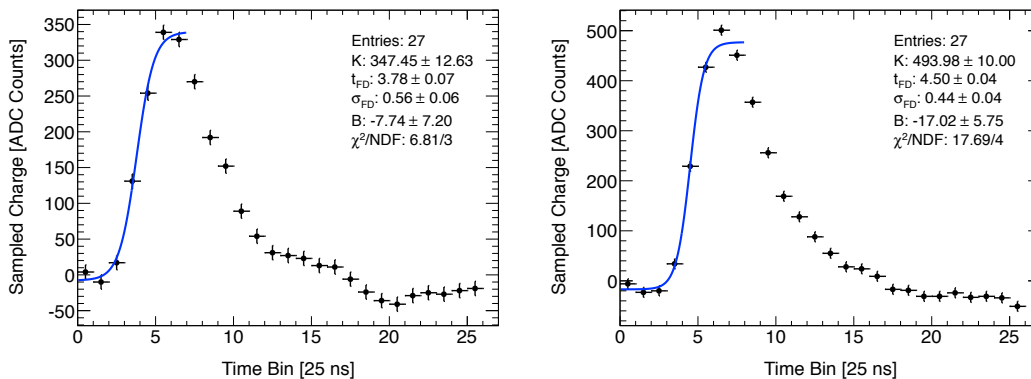 Sampled Charge [ADC Counts]
350
300
250
200
150
100
50
0
-50
0 5 10 15 20 25
Time Bin [25 ns]
Entries: 27
K: 347.45 ± 12.63
t_FD: 3.78 ± 0.07
σ_FD: 0.56 ± 0.06
B: -7.74 ± 7.20
χ²/NDF: 6.81/3
Sampled Charge [ADC Counts]
500
400
300
200
100
0
0 5 10 15 20 25
Time Bin [25 ns]
Entries: 27
K: 493.98 ± 10.00
t_FD: 4.50 ± 0.04
σ_FD: 0.44 ± 0.04
B: -17.02 ± 5.75
χ²/NDF: 17.69/4